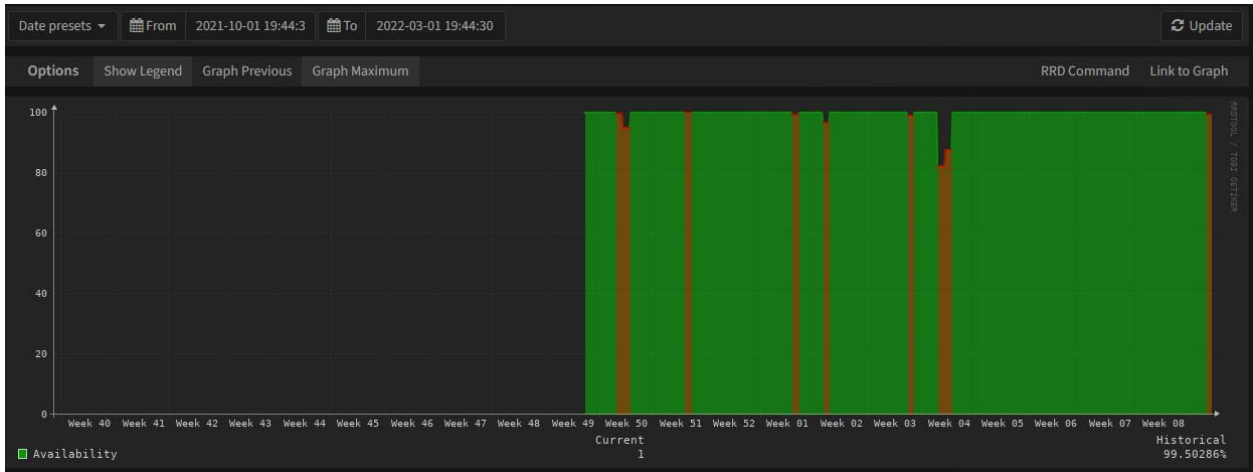 Date presets From 2021-10-01 19:44:3 To 2022-03-01 19:44:30 Update
Options Show Legend Graph Previous Graph Maximum RRD Command Link to Graph
100
80
60
40
20
0
RRDTOOL / TOBI OETIKER
Week 40 Week 41 Week 42 Week 43 Week 44 Week 45 Week 46 Week 47 Week 48 Week 49 Week 50 Week 51 Week 52 Week 01 Week 02 Week 03 Week 04 Week 05 Week 06 Week 07 Week 08
Current Historical
Availability 1 99.50286%